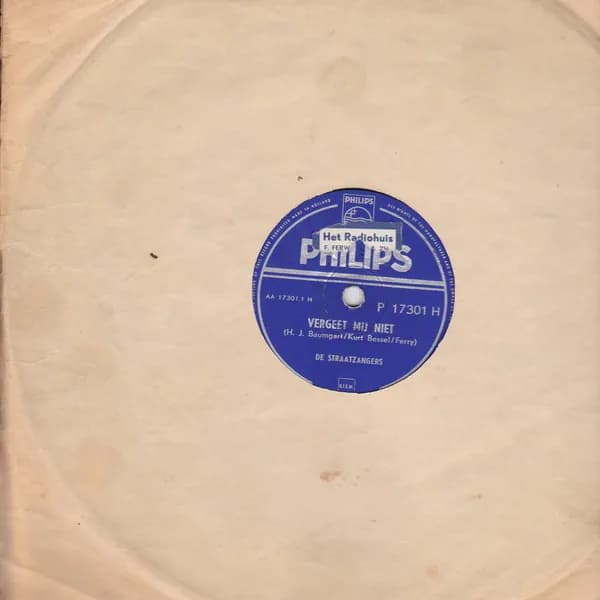 PHILIPS
Het Radiohuis
PHILIPS
AA 17301.1 H
P 17301 H
VERGEET MIJ NIET
(H. J. Baumgart/Kurt Bessel/Ferry)
DE STRAATZANGERS